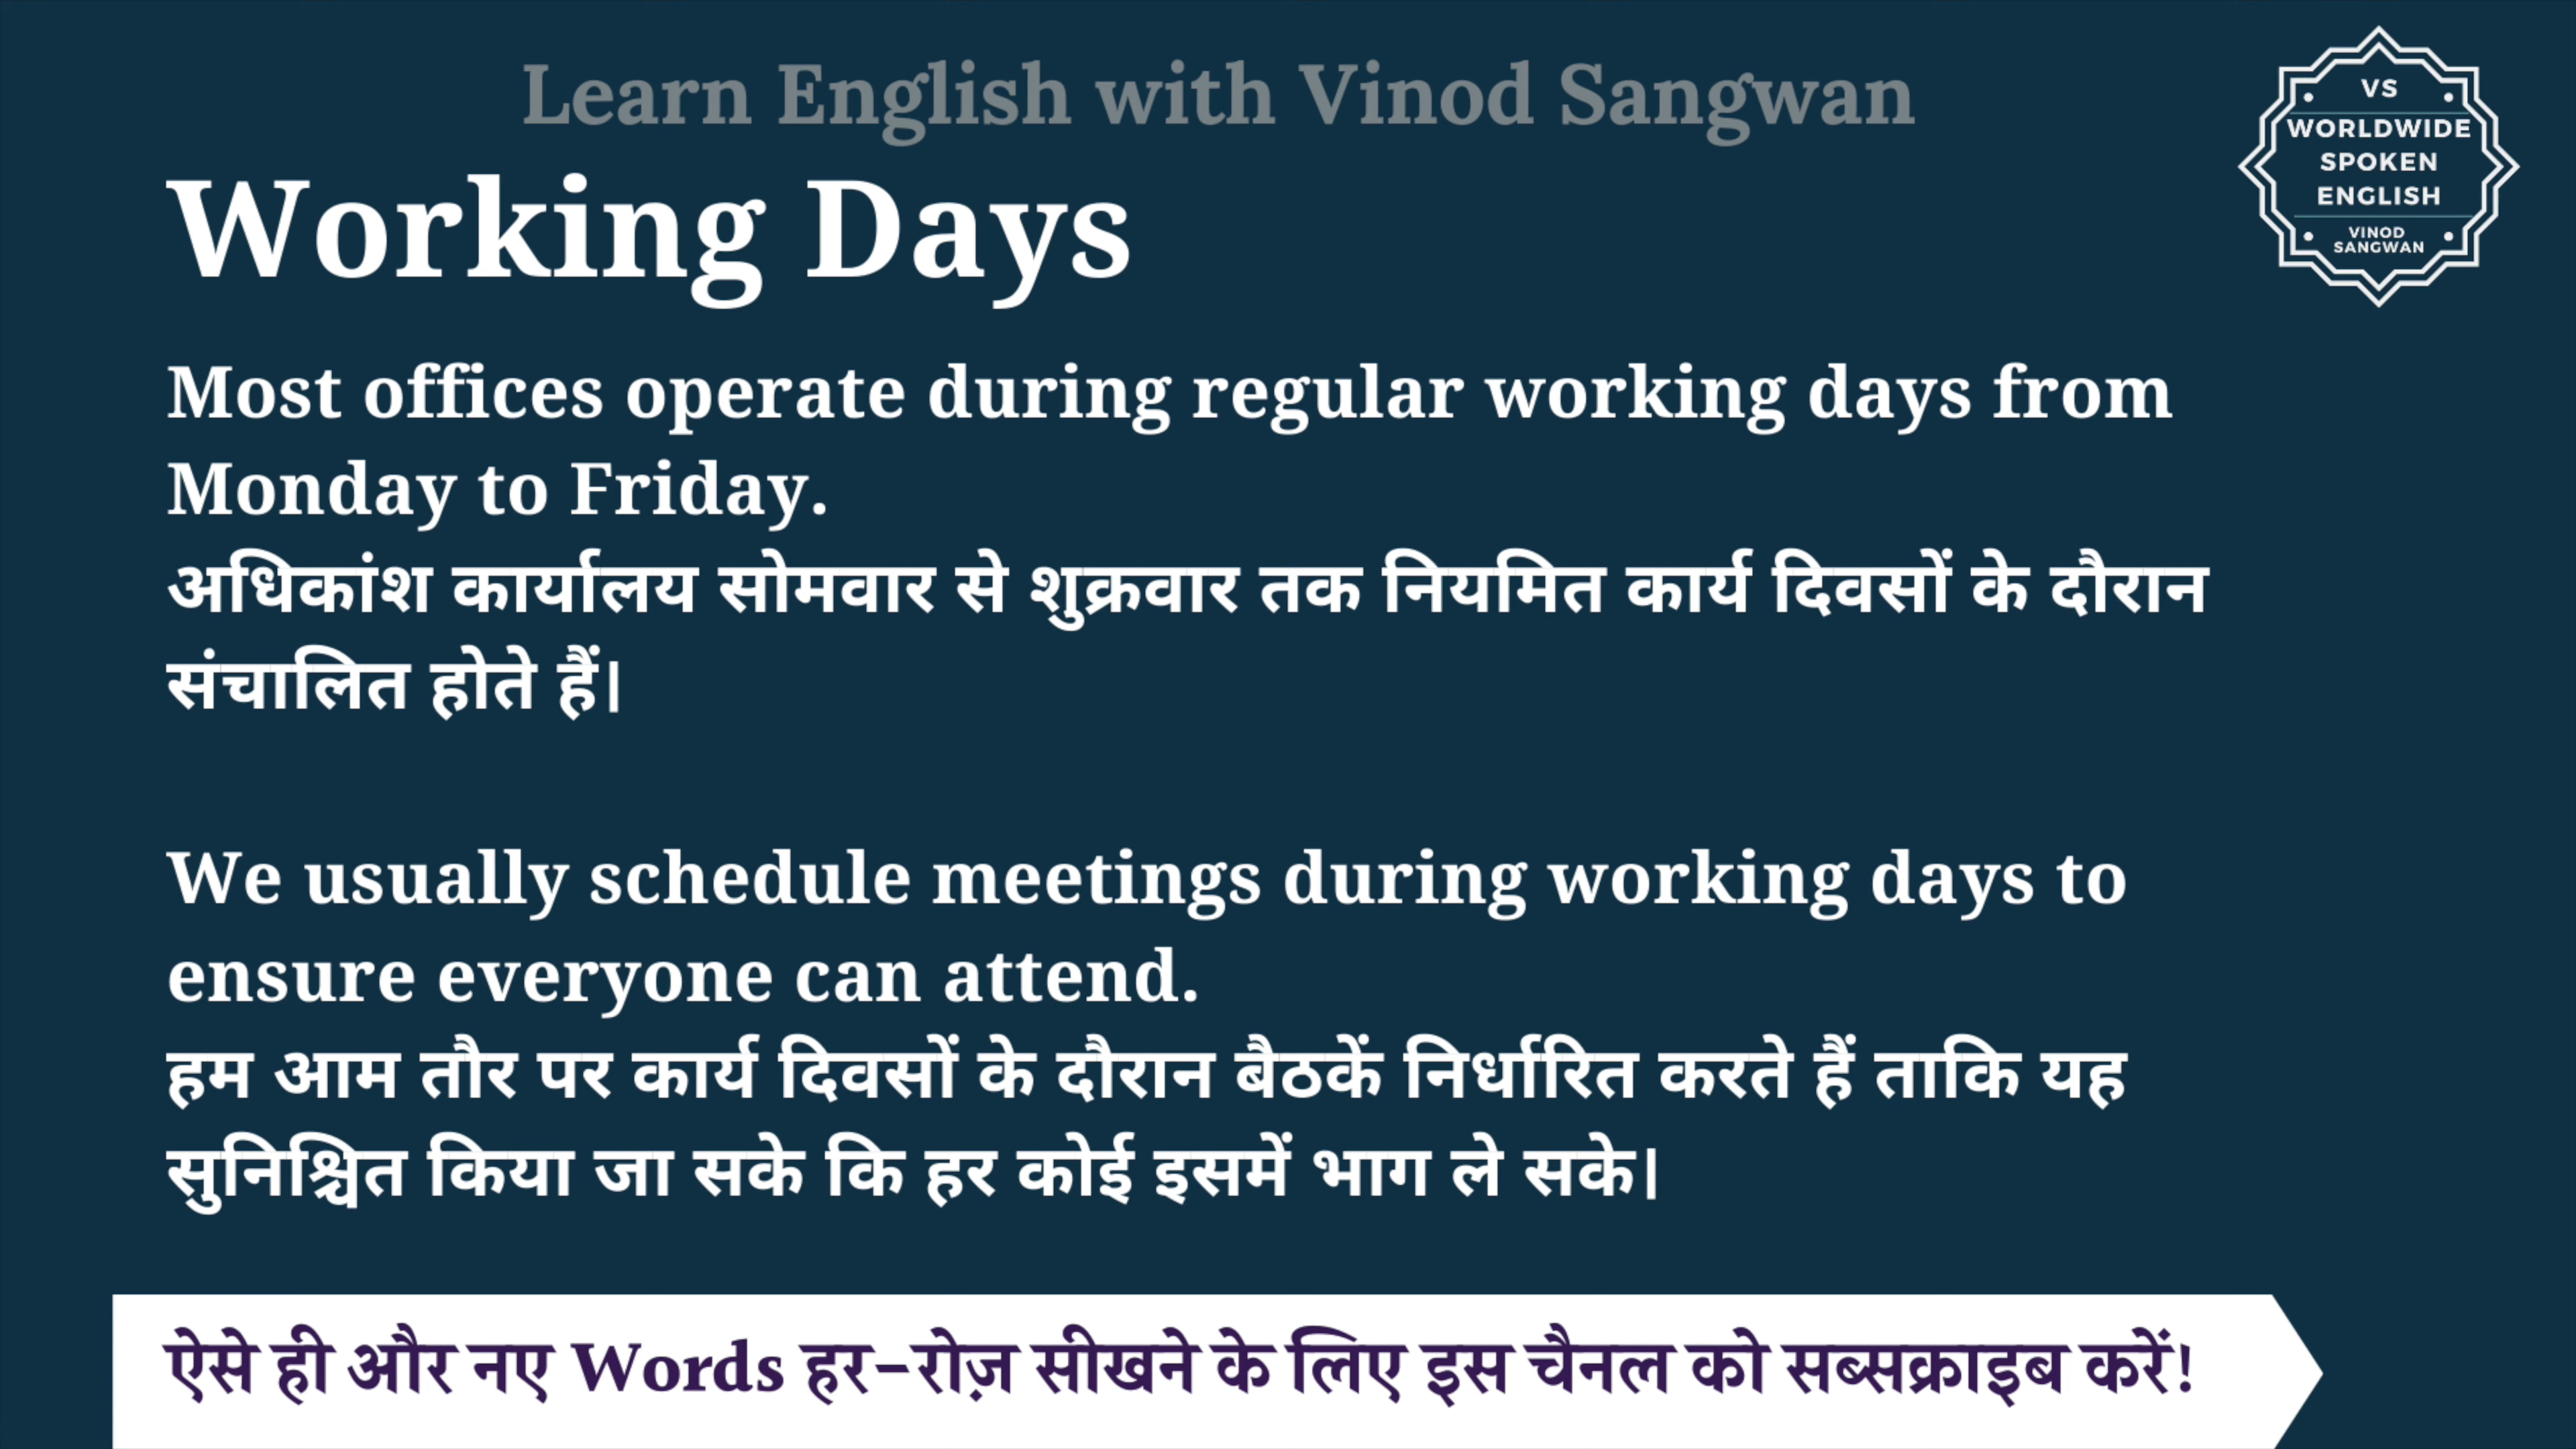 Learn English with Vinod Sangwan
VS
WORLDWIDE
SPOKEN
ENGLISH
VINOD
SANGWAN
Working Days
Most offices operate during regular working days from
Monday to Friday.
अधिकांश कार्यालय सोमवार से शुक्रवार तक नियमित कार्य दिवसों के दौरान
संचालित होते हैं।
We usually schedule meetings during working days to
ensure everyone can attend.
हम आम तौर पर कार्य दिवसों के दौरान बैठकें निर्धारित करते हैं ताकि यह
सुनिश्चित किया जा सके कि हर कोई इसमें भाग ले सके।
ऐसे ही और नए Words हर-रोज़ सीखने के लिए इस चैनल को सब्सक्राइब करें!